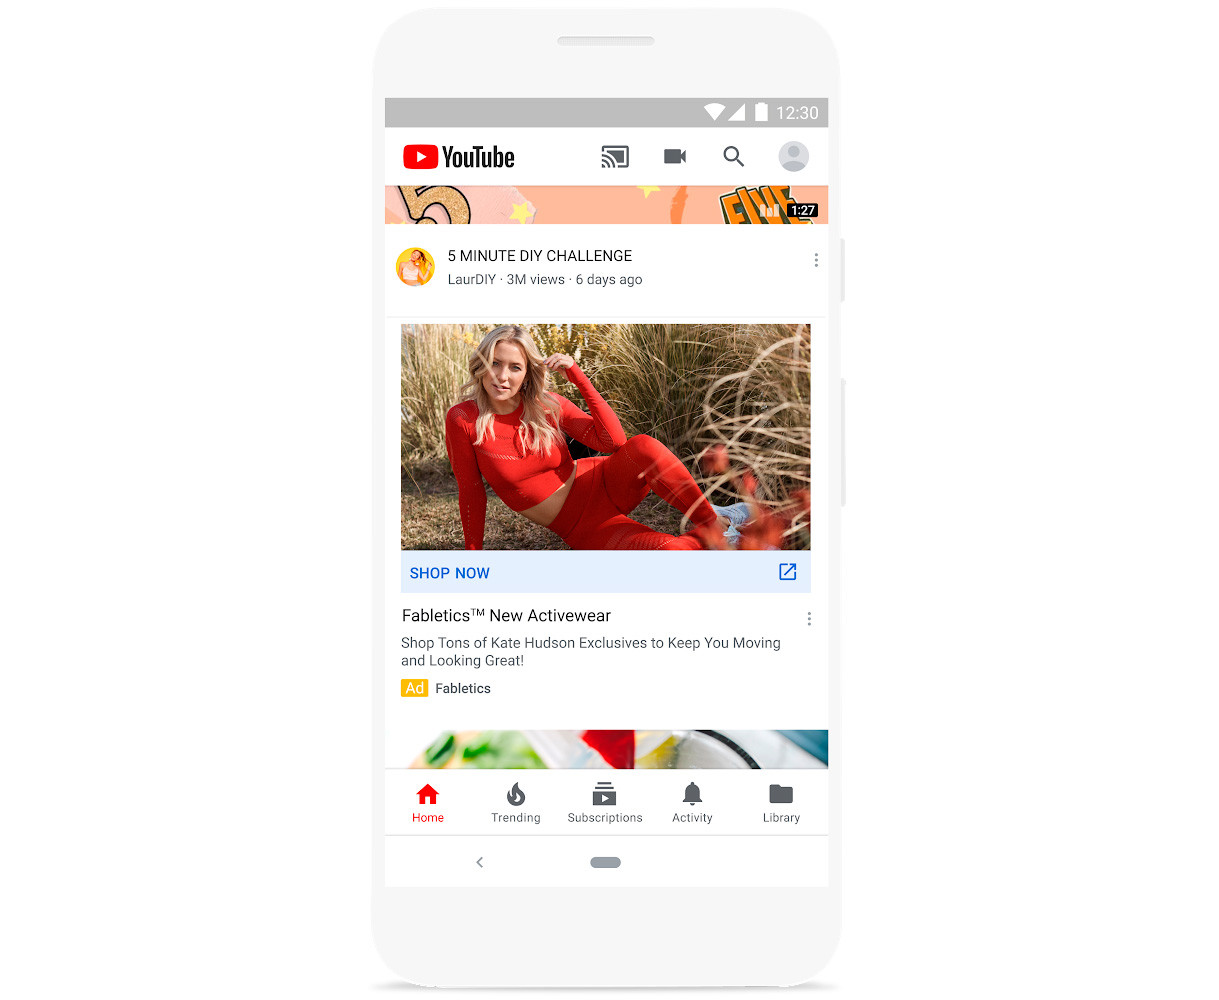 12:30
YouTube
5
FIVE
1:27
5 MINUTE DIY CHALLENGE
LaurDIY · 3M views · 6 days ago
SHOP NOW
Fabletics™ New Activewear
Shop Tons of Kate Hudson Exclusives to Keep You Moving
and Looking Great!
Ad Fabletics
Home Trending Subscriptions Activity Library